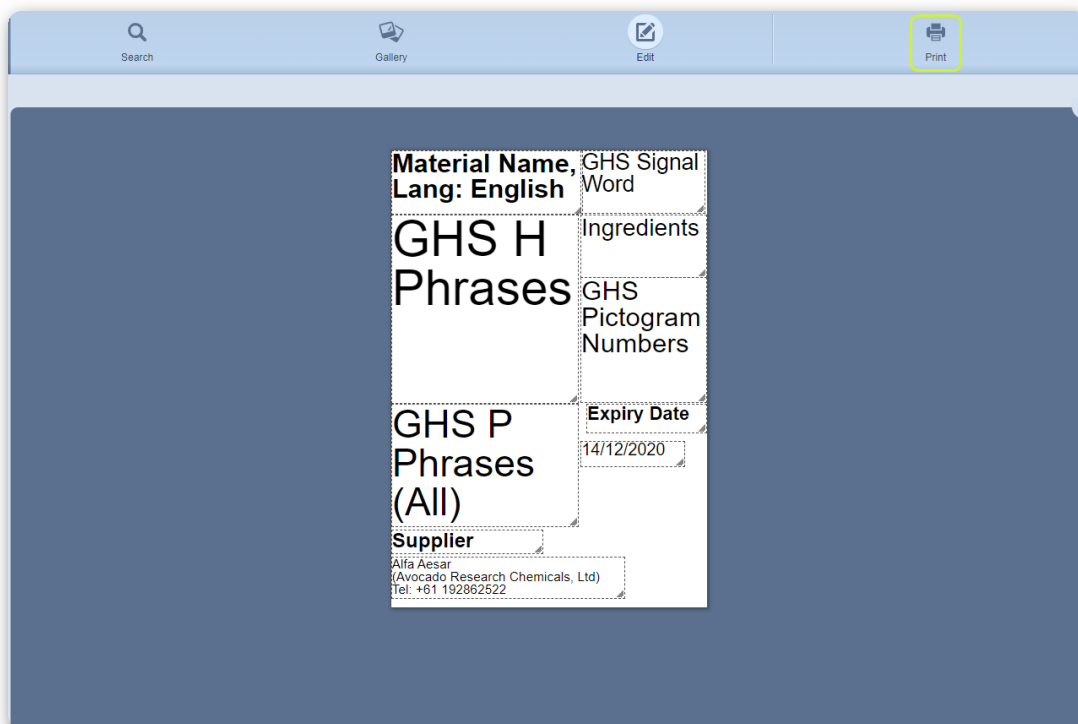 Search
Gallery
Edit
Print
Material Name,
Lang: English
GHS Signal
Word
GHS H
Phrases
Ingredients
GHS
Pictogram
Numbers
GHS P
Phrases
(All)
Expiry Date
14/12/2020
Supplier
Alfa Aesar
(Avocado Research Chemicals, Ltd)
Tel: +61 192862522